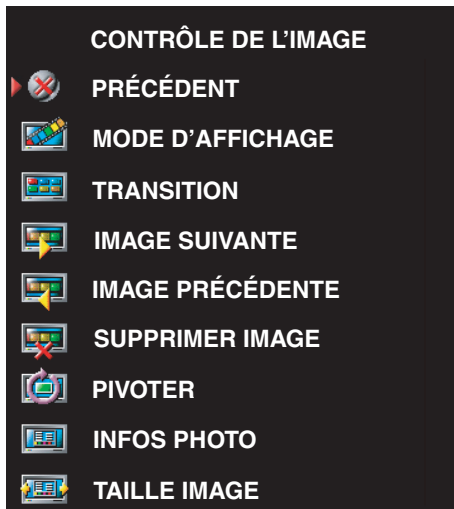 CONTRÔLE DE L'IMAGE
PRÉCÉDENT
MODE D'AFFICHAGE
TRANSITION
IMAGE SUIVANTE
IMAGE PRÉCÉDENTE
SUPPRIMER IMAGE
PIVOTER
INFOS PHOTO
TAILLE IMAGE